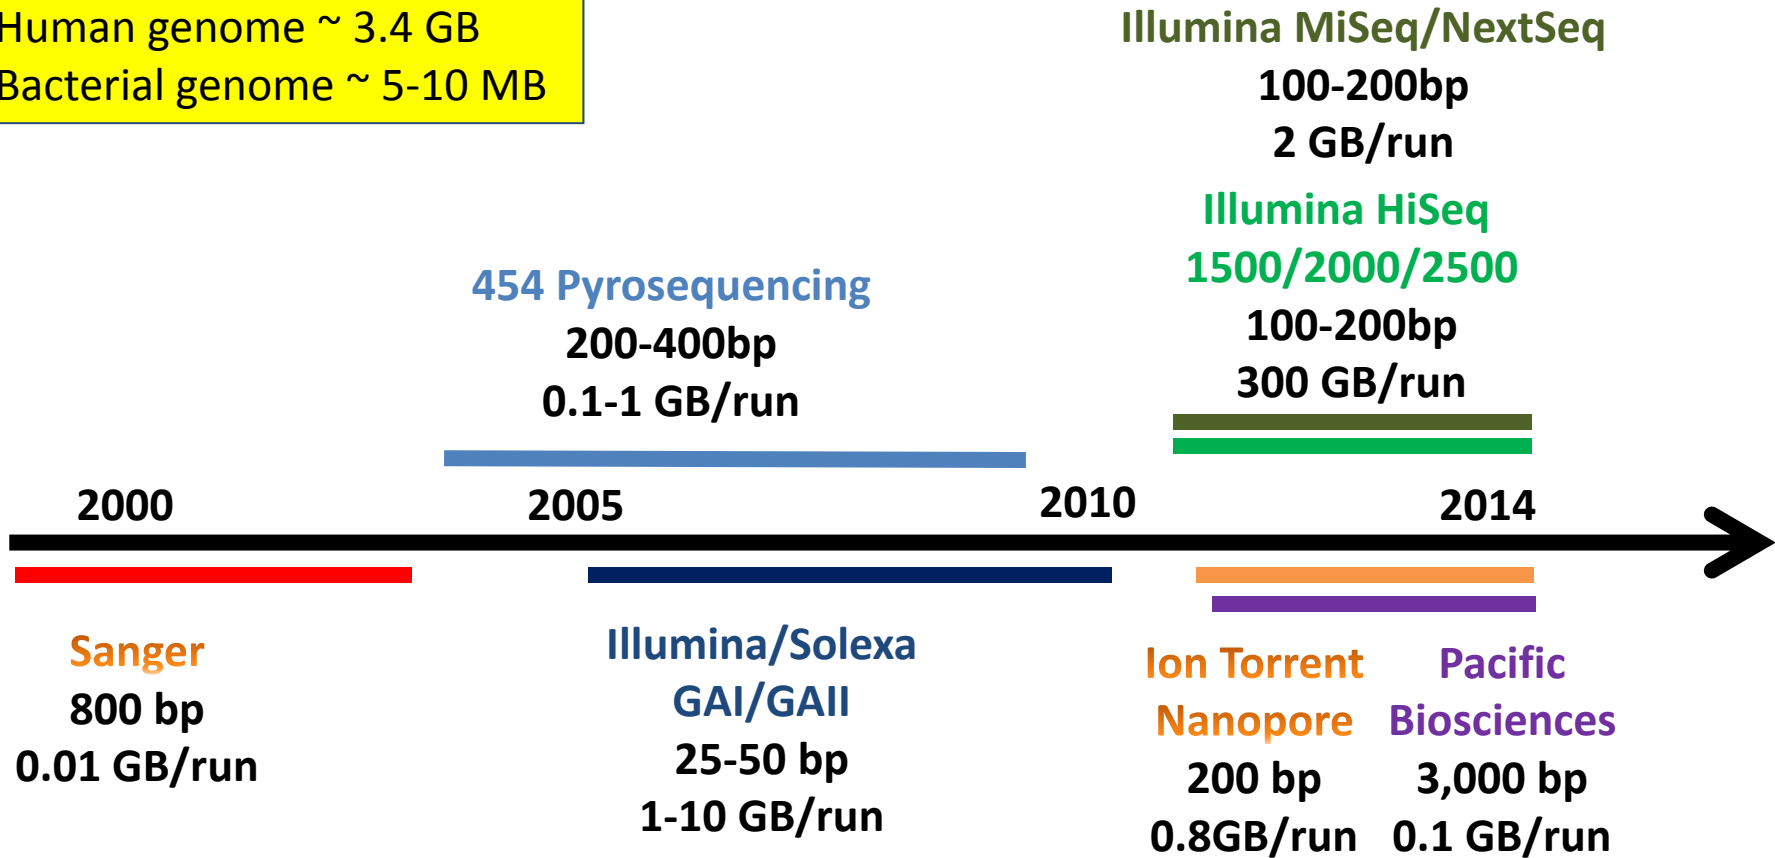 Human genome ~ 3.4 GB
Bacterial genome ~ 5-10 MB
Illumina MiSeq/NextSeq
100-200bp
2 GB/run
Illumina HiSeq
1500/2000/2500
100-200bp
300 GB/run
454 Pyrosequencing
200-400bp
0.1-1 GB/run
2000
2005
2010
2014
Sanger
800 bp
0.01 GB/run
Illumina/Solexa
GAI/GAII
25-50 bp
1-10 GB/run
Ion Torrent
Nanopore
200 bp
0.8GB/run
Pacific
Biosciences
3,000 bp
0.1 GB/run